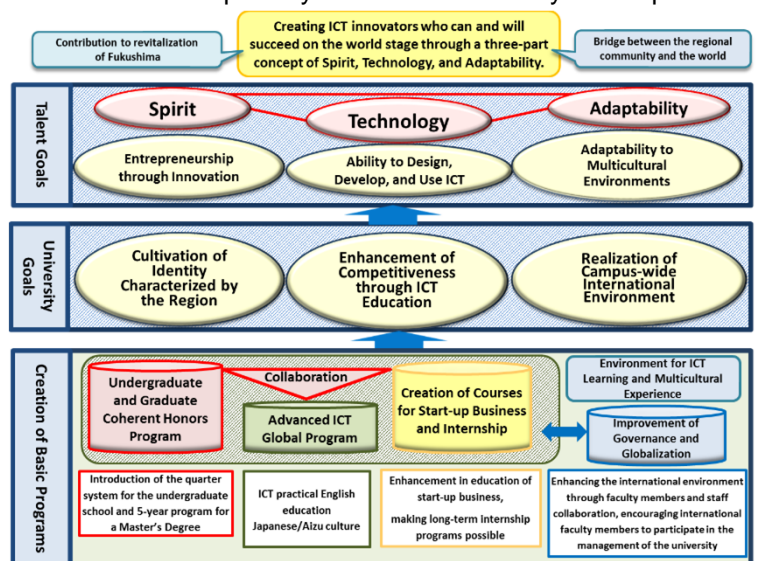 Creating ICT innovators who can and will
succeed on the world stage through a three-part
concept of Spirit, Technology, and Adaptability.
Contribution to revitalization
of Fukushima
Bridge between the regional
community and the world
Talent Goals
Spirit
Technology
Adaptability
Entrepreneurship
through Innovation
Ability to Design,
Develop, and Use ICT
Adaptability to
Multicultural
Environments
University
Goals
Cultivation of
Identity
Characterized by
the Region
Enhancement of
Competitiveness
through ICT
Education
Realization of
Campus-wide
International
Environment
Creation of Basic Programs
Undergraduate
and Graduate
Coherent Honors
Program
Collaboration
Advanced ICT
Global Program
Creation of Courses
for Start-up Business
and Internship
Environment for ICT
Learning and Multicultural
Experience
Improvement of
Governance and
Globalization
Introduction of the quarter
system for the undergraduate
school and 5-year program for
a Master's Degree
ICT practical English
education
Japanese/Aizu culture
Enhancement in education of
start-up business,
making long-term internship
programs possible
Enhancing the international environment
through faculty members and staff
collaboration, encouraging international
faculty members to participate in the
management of the university